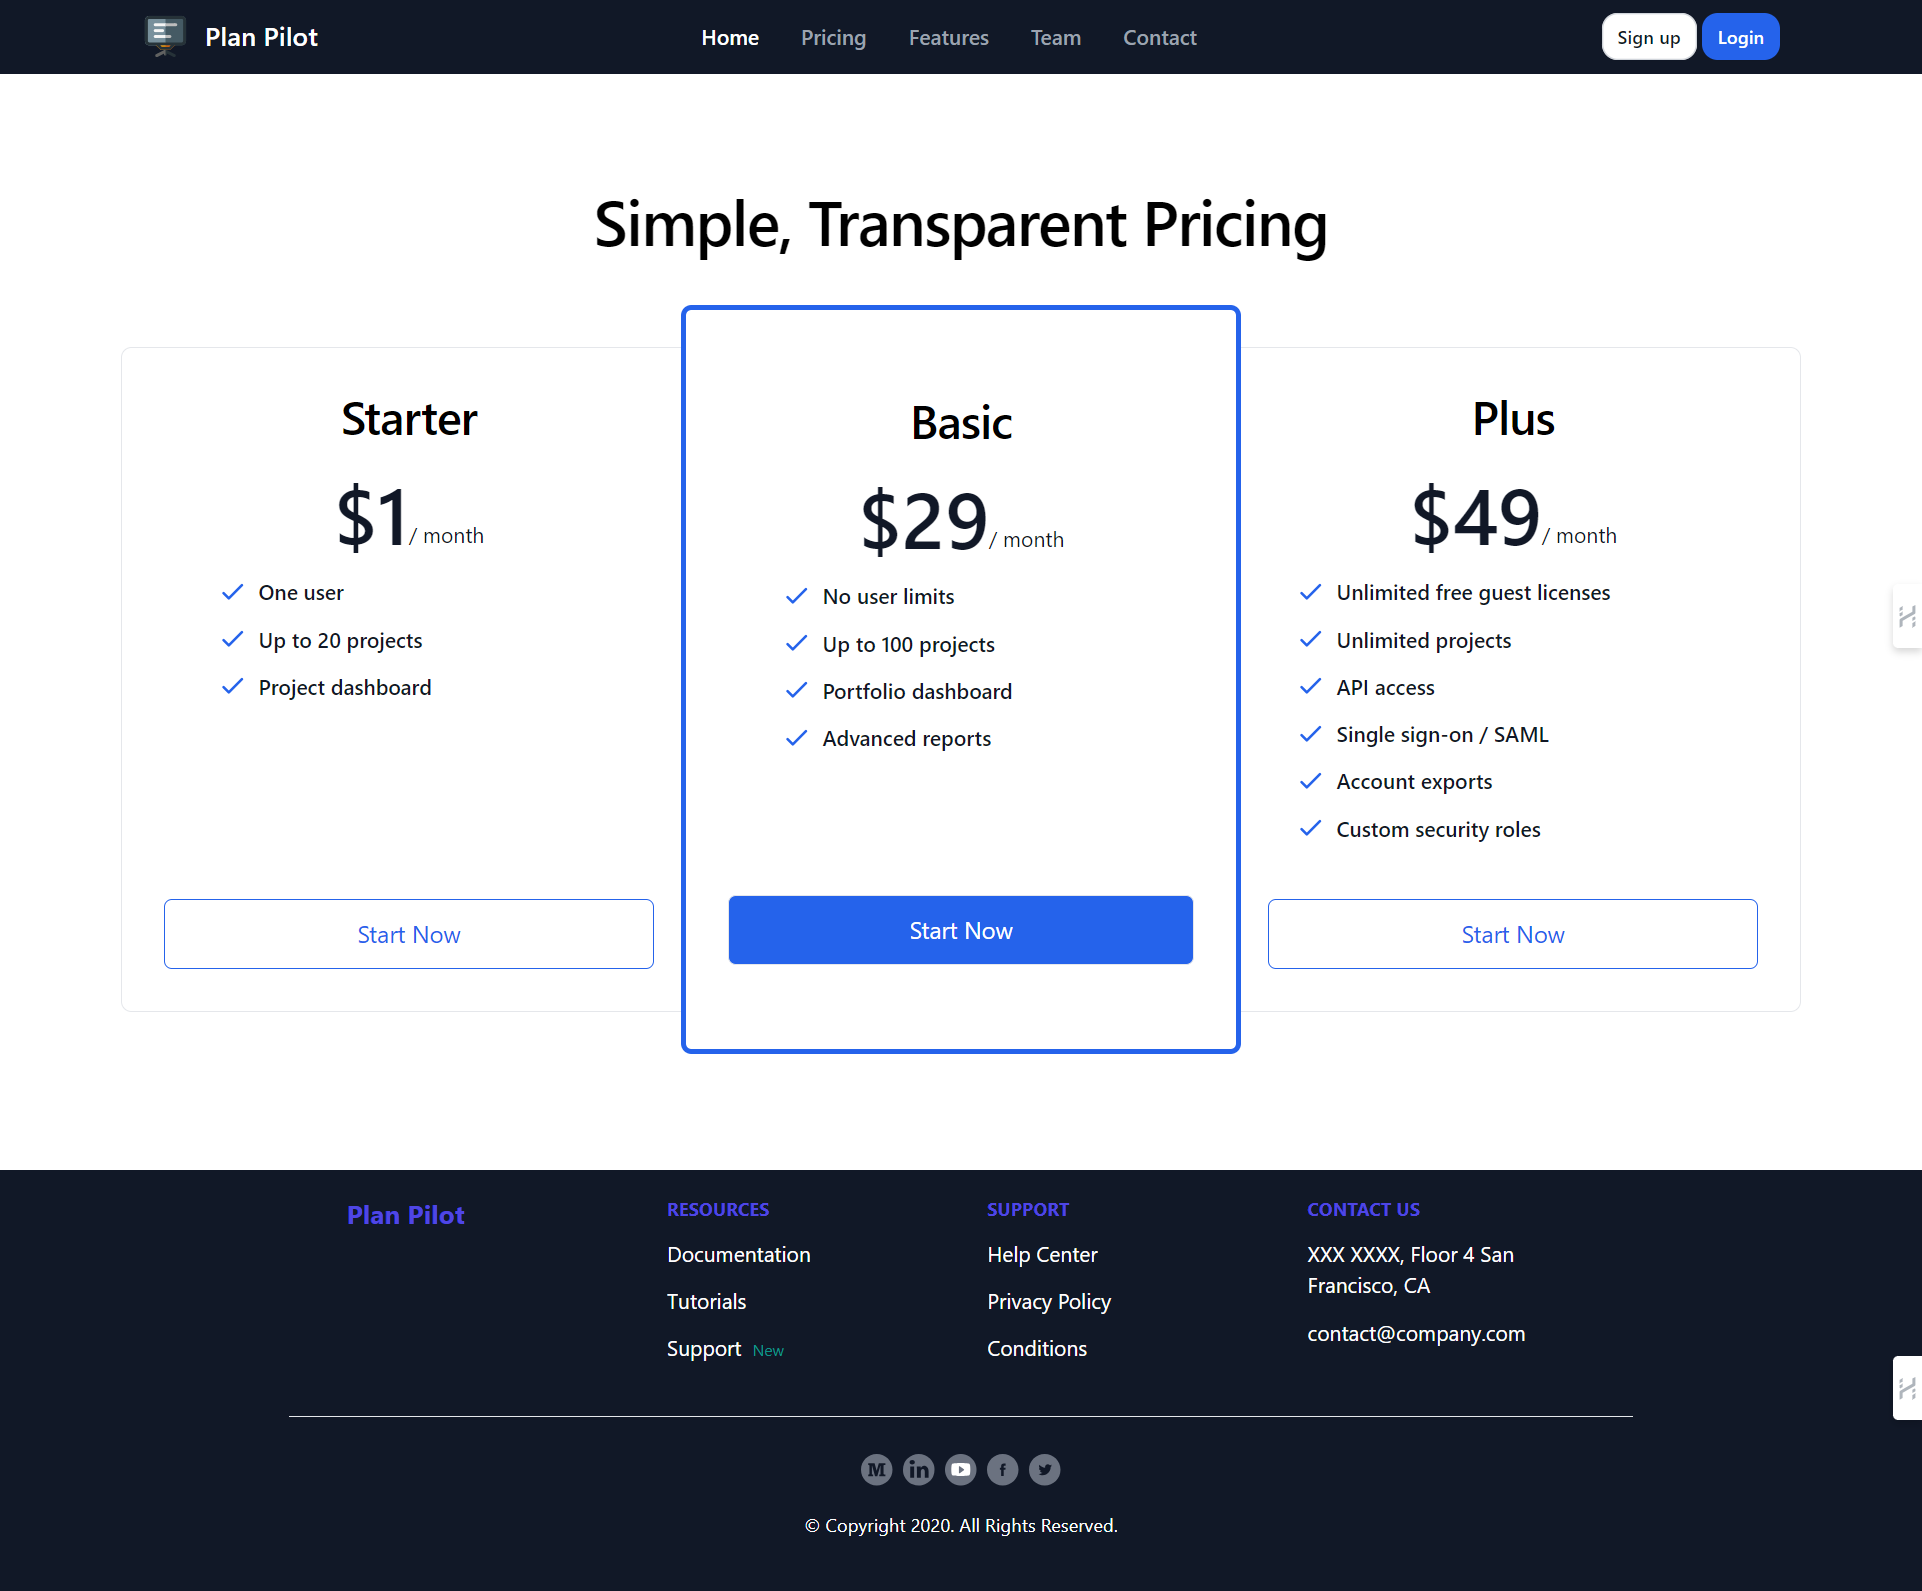 Plan Pilot
Home
Pricing
Features
Team
Contact
Sign up
Login
Simple, Transparent Pricing
Starter
$1/ month
One user
Up to 20 projects
Project dashboard
Start Now
Basic
$29/ month
No user limits
Up to 100 projects
Portfolio dashboard
Advanced reports
Start Now
Plus
$49/ month
Unlimited free guest licenses
Unlimited projects
API access
Single sign-on / SAML
Account exports
Custom security roles
Start Now
Plan Pilot
RESOURCES
Documentation
Tutorials
Support New
SUPPORT
Help Center
Privacy Policy
Conditions
CONTACT US
XXX XXXX, Floor 4 San
Francisco, CA
contact@company.com
© Copyright 2020. All Rights Reserved.